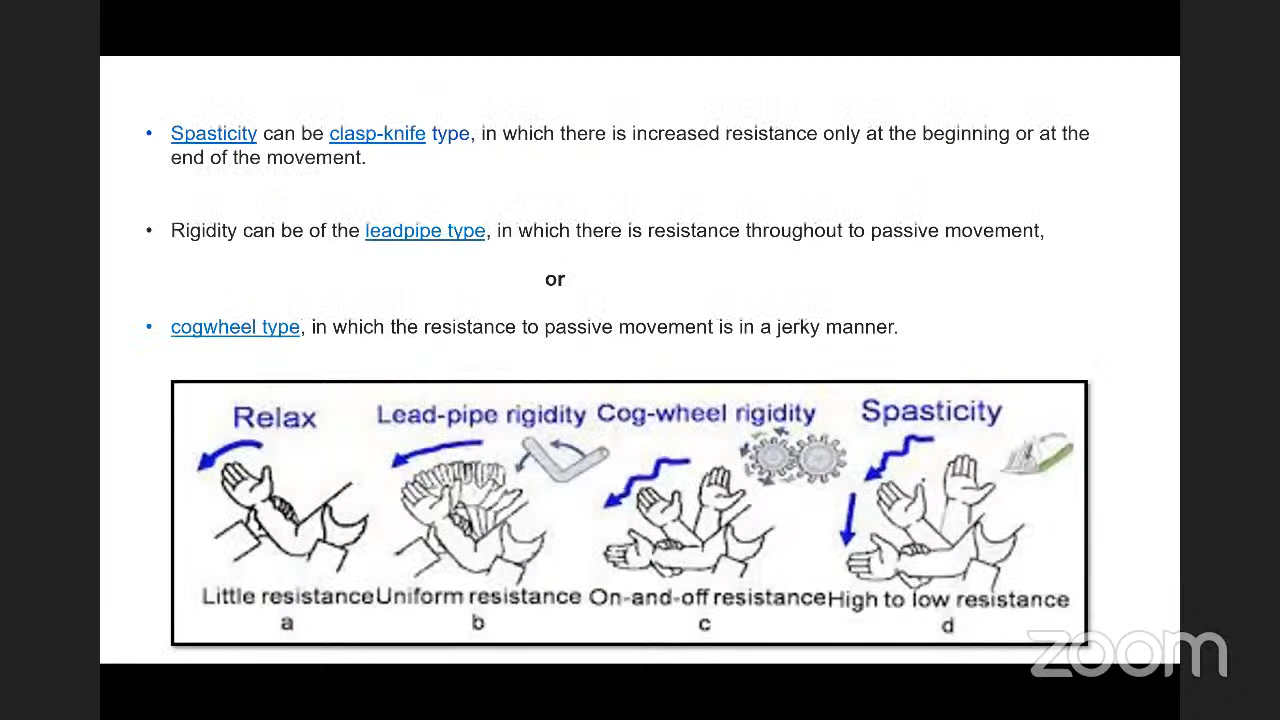 • Spasticity can be clasp-knife type, in which there is increased resistance only at the beginning or at the
end of the movement.
• Rigidity can be of the leadpipe type, in which there is resistance throughout to passive movement,
or
• cogwheel type, in which the resistance to passive movement is in a jerky manner.
Relax Lead-pipe rigidity Cog-wheel rigidity Spasticity
Little resistance Uniform resistance On-and-off resistance High to low resistance
a b c d
zoom